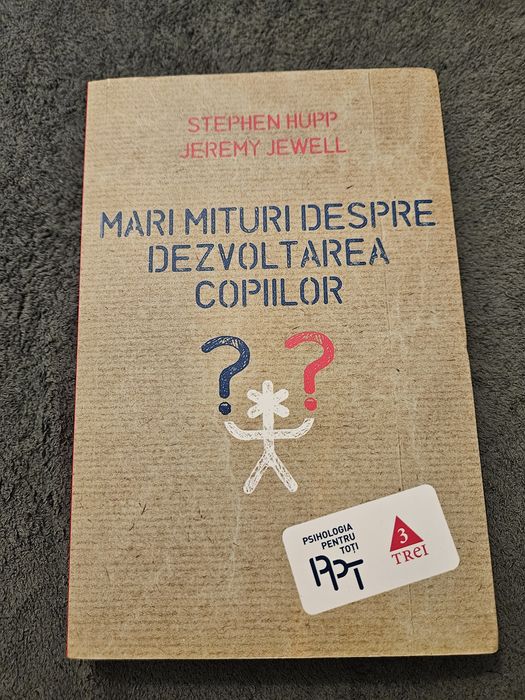 STEPHEN HUPP
JEREMY JEWELL
MARI MITURI DESPRE
DEZVOLTAREA
COPIILOR
? ?
PSIHOLOGIA
PENTRU
TOȚI
PPT
3
TREI